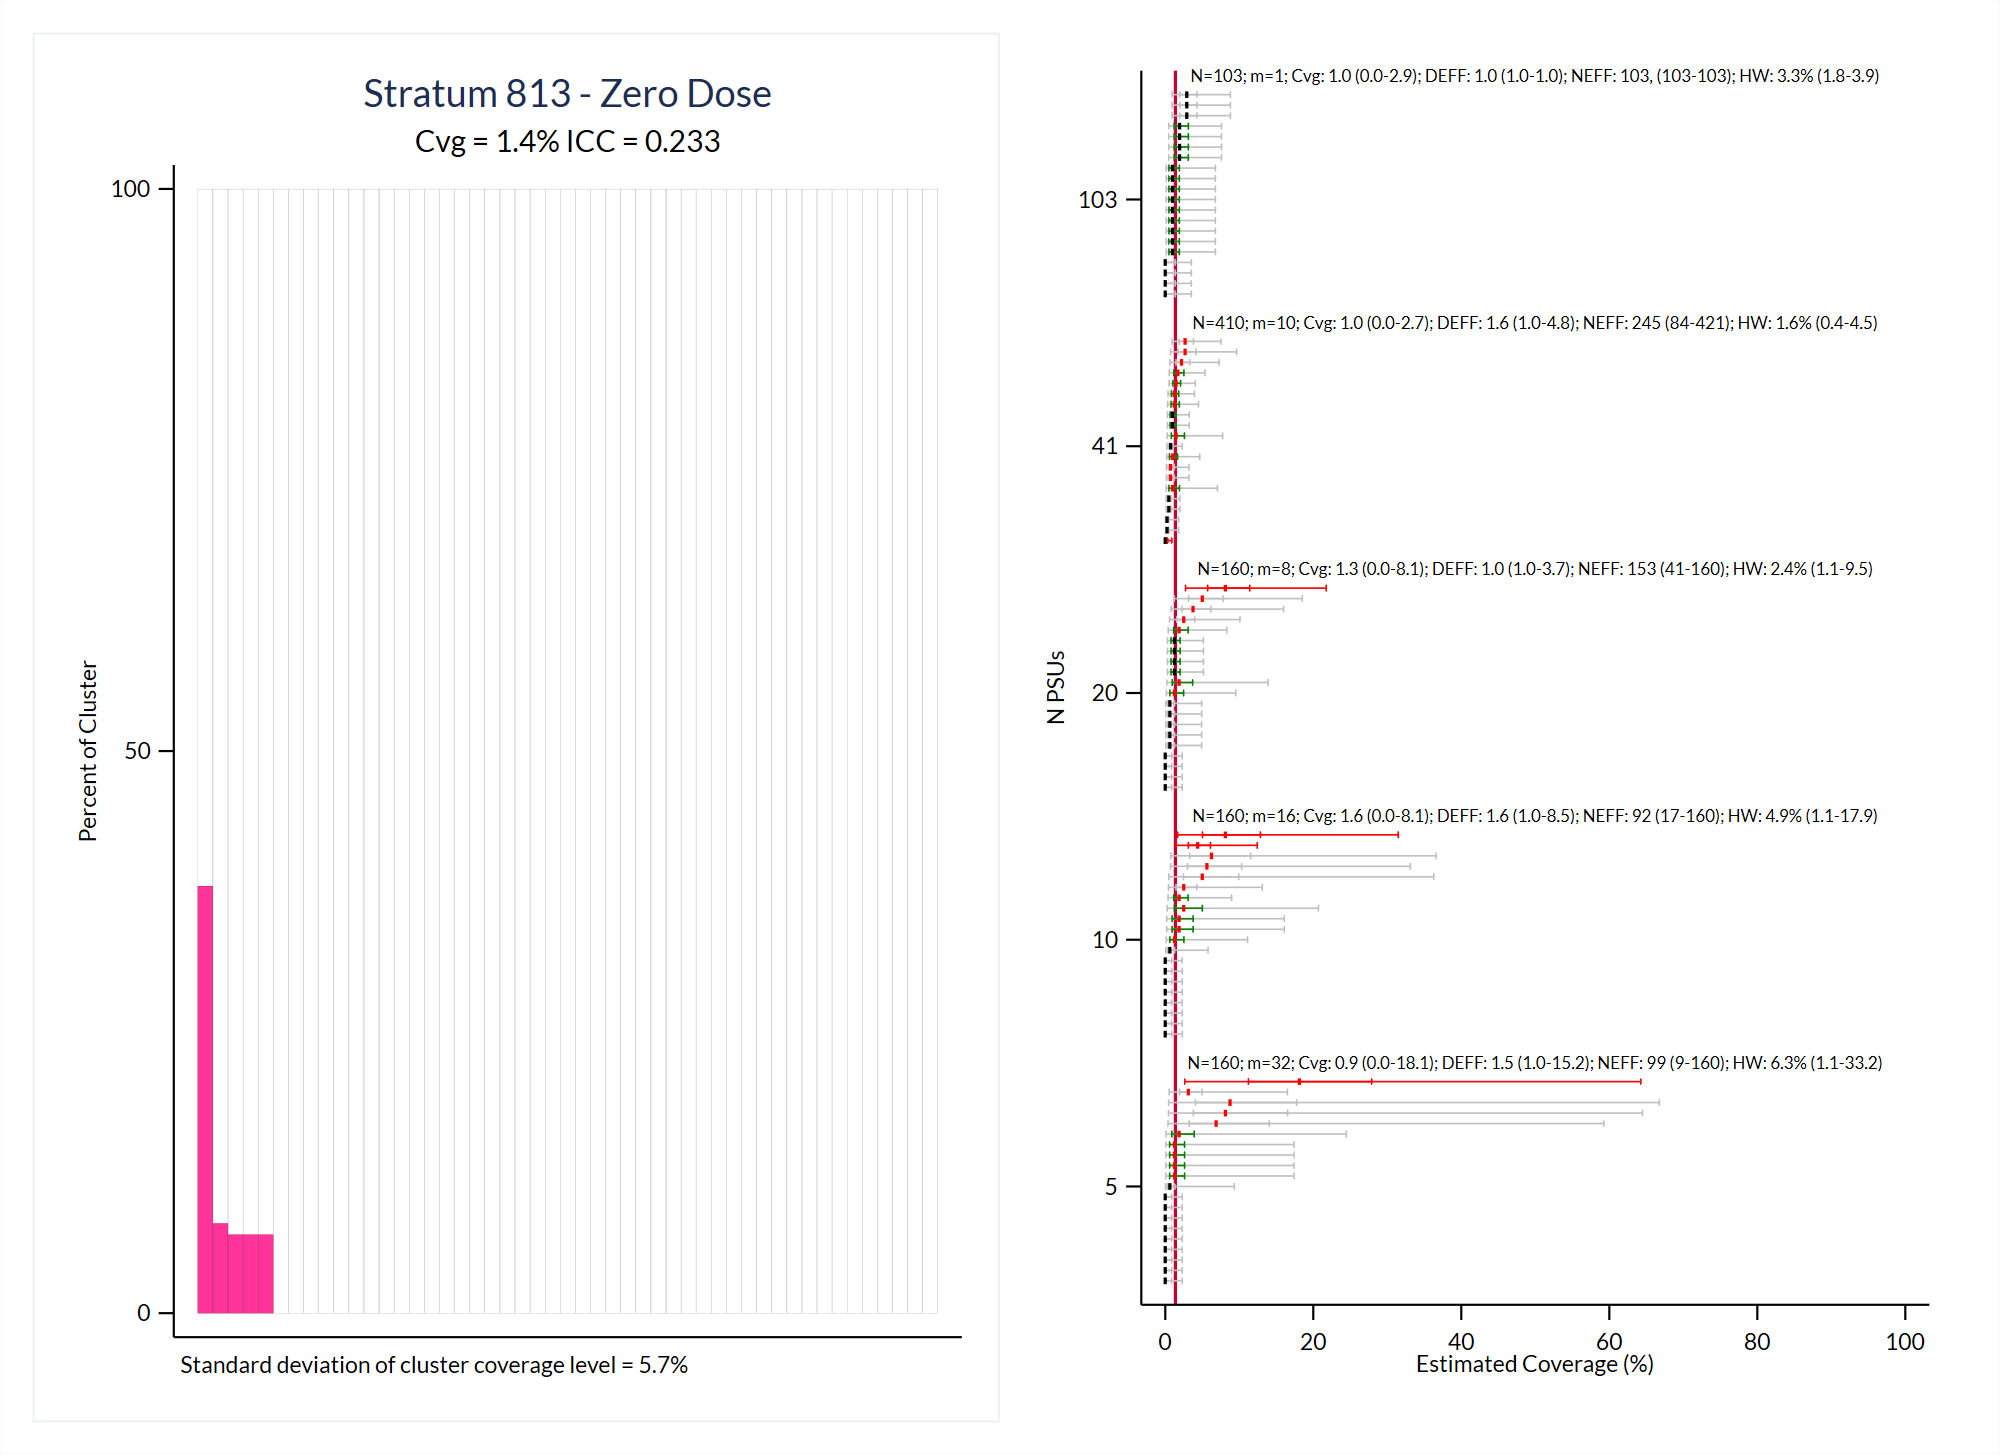 Stratum 813 - Zero Dose
Cvg = 1.4% ICC = 0.233
100
50
0
Percent of Cluster
Standard deviation of cluster coverage level = 5.7%
N=103; m=1; Cvg: 1.0 (0.0-2.9); DEFF: 1.0 (1.0-1.0); NEFF: 103, (103-103); HW: 3.3% (1.8-3.9)
103
N=410; m=10; Cvg: 1.0 (0.0-2.7); DEFF: 1.6 (1.0-4.8); NEFF: 245 (84-421); HW: 1.6% (0.4-4.5)
41
N=160; m=8; Cvg: 1.3 (0.0-8.1); DEFF: 1.0 (1.0-3.7); NEFF: 153 (41-160); HW: 2.4% (1.1-9.5)
N PSUs
20
N=160; m=16; Cvg: 1.6 (0.0-8.1); DEFF: 1.6 (1.0-8.5); NEFF: 92 (17-160); HW: 4.9% (1.1-17.9)
10
N=160; m=32; Cvg: 0.9 (0.0-18.1); DEFF: 1.5 (1.0-15.2); NEFF: 99 (9-160); HW: 6.3% (1.1-33.2)
5
0 20 40 60 80 100
Estimated Coverage (%)